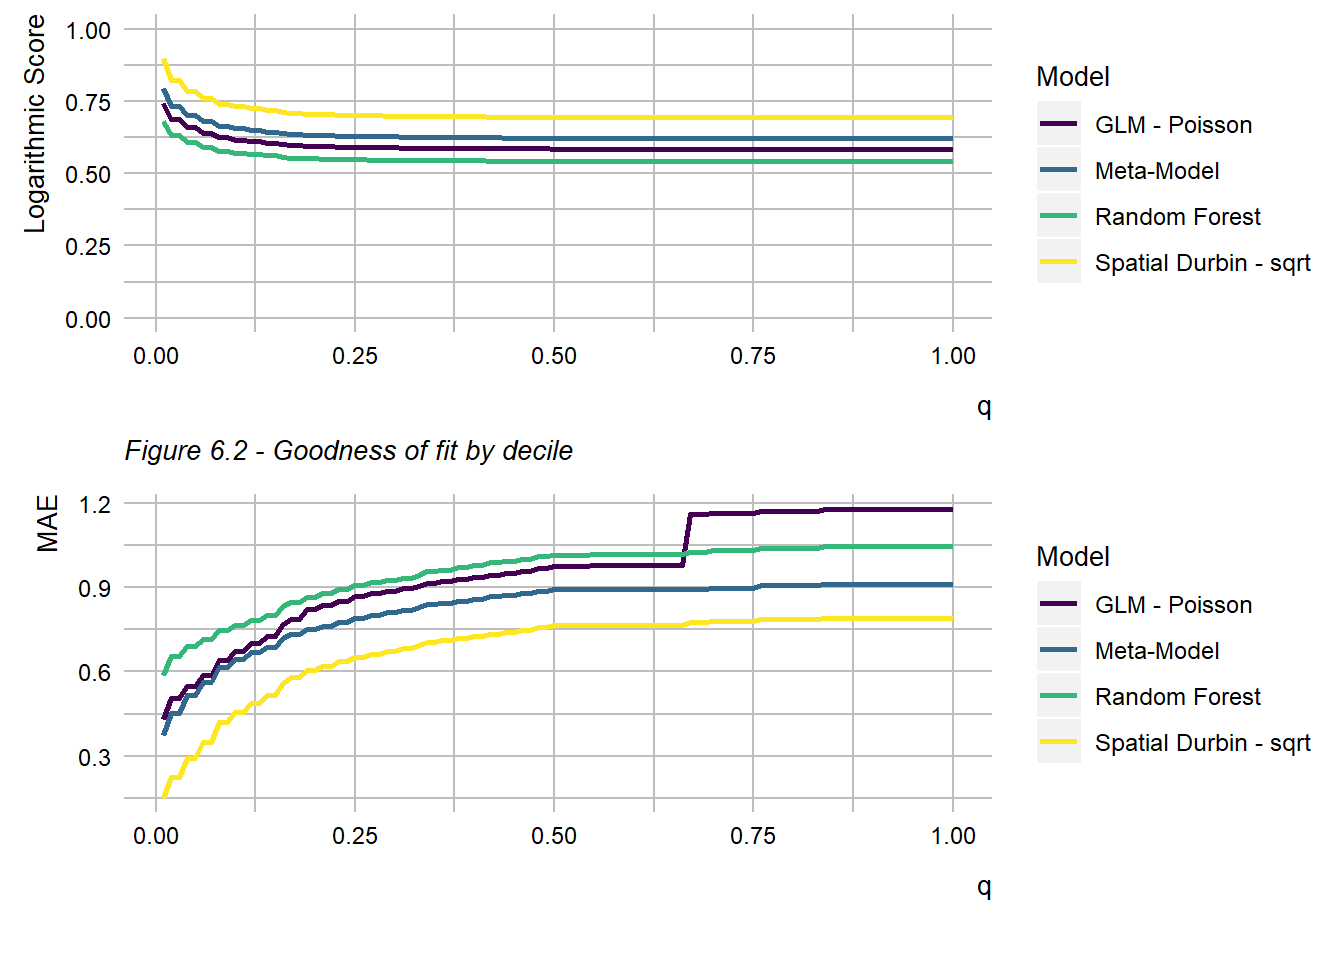 Logarithmic Score
1.00
0.75
0.50
0.25
0.00
0.00 0.25 0.50 0.75 1.00
q
Model
GLM - Poisson
Meta-Model
Random Forest
Spatial Durbin - sqrt
Figure 6.2 - Goodness of fit by decile
MAE
1.2
0.9
0.6
0.3
0.00 0.25 0.50 0.75 1.00
q
Model
GLM - Poisson
Meta-Model
Random Forest
Spatial Durbin - sqrt